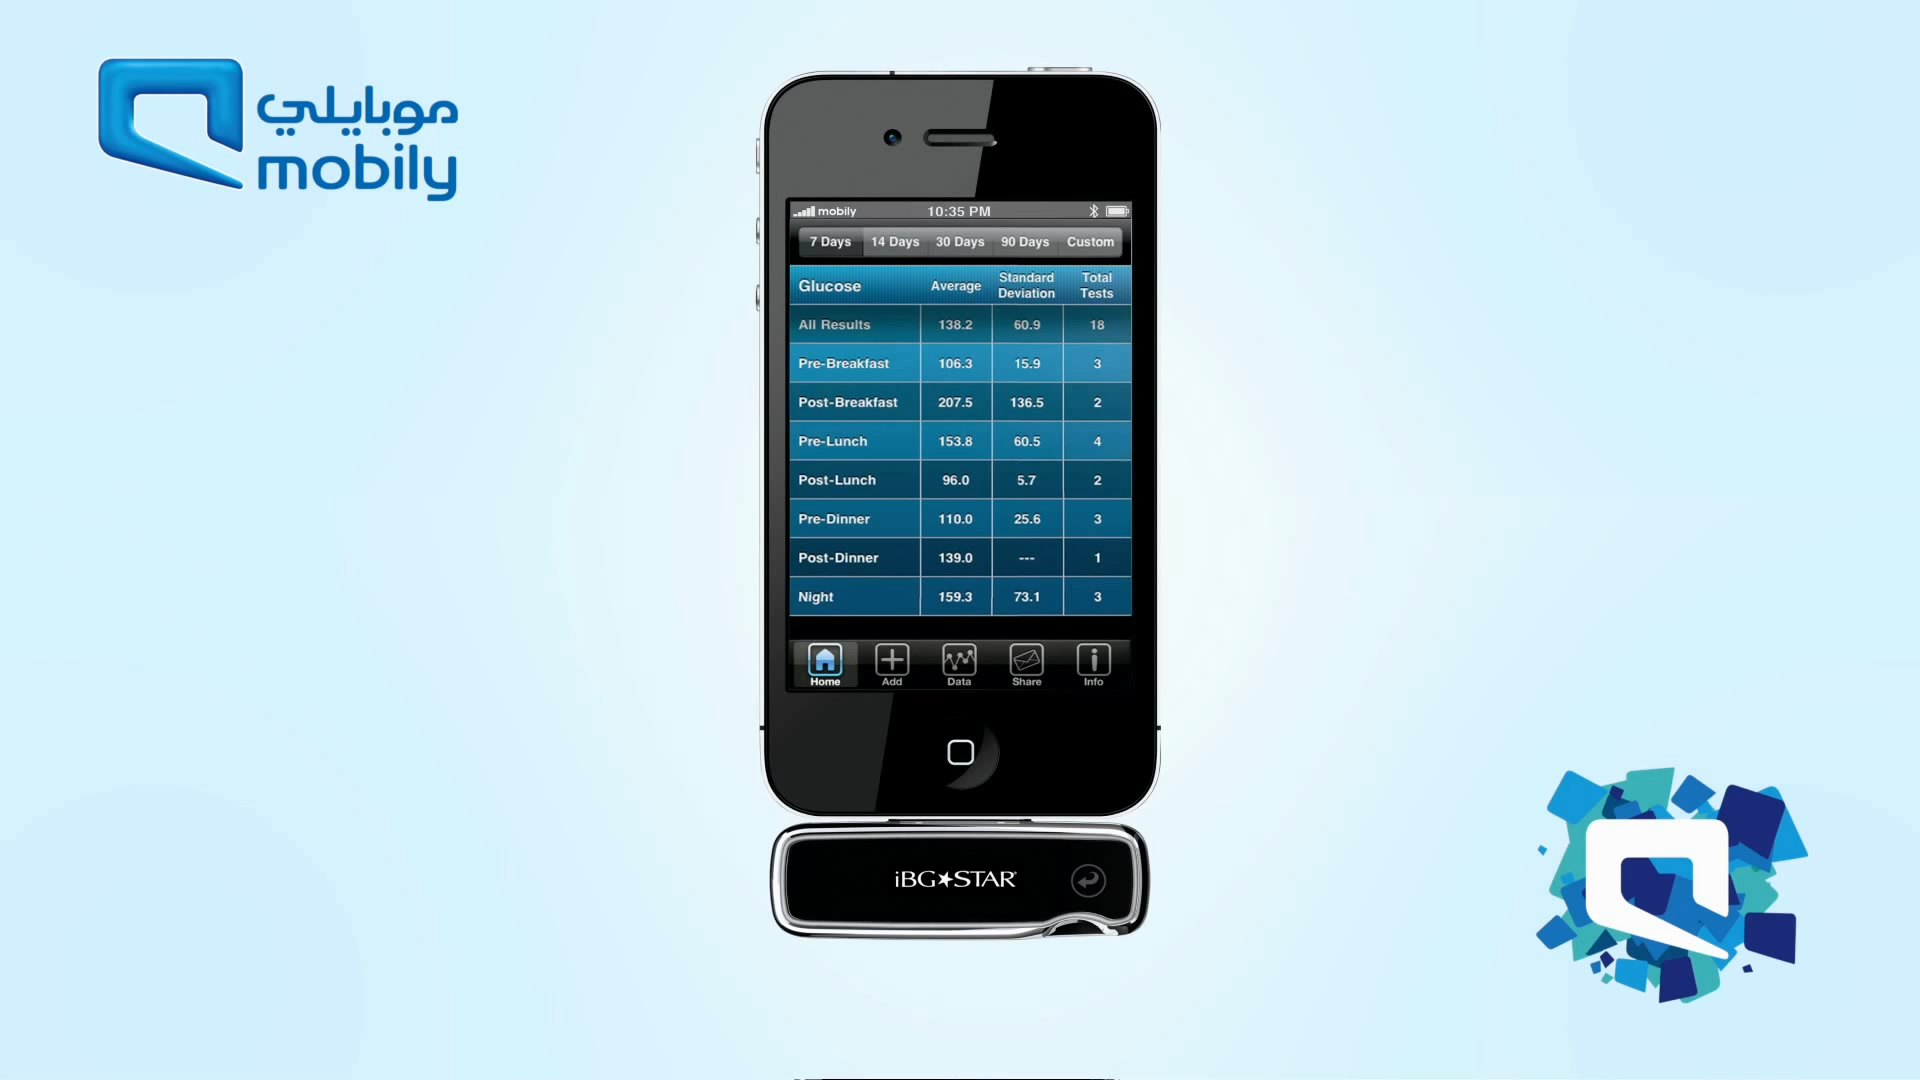 موبايلي
mobily
mobily 10:35 PM
7 Days 14 Days 30 Days 90 Days Custom
Glucose Average Standard Deviation Total Tests
All Results 138.2 60.9 18
Pre-Breakfast 106.3 15.9 3
Post-Breakfast 207.5 136.5 2
Pre-Lunch 153.8 60.5 4
Post-Lunch 96.0 5.7 2
Pre-Dinner 110.0 25.6 3
Post-Dinner 139.0 --- 1
Night 159.3 73.1 3
Home Add Data Share Info
iBG★STAR